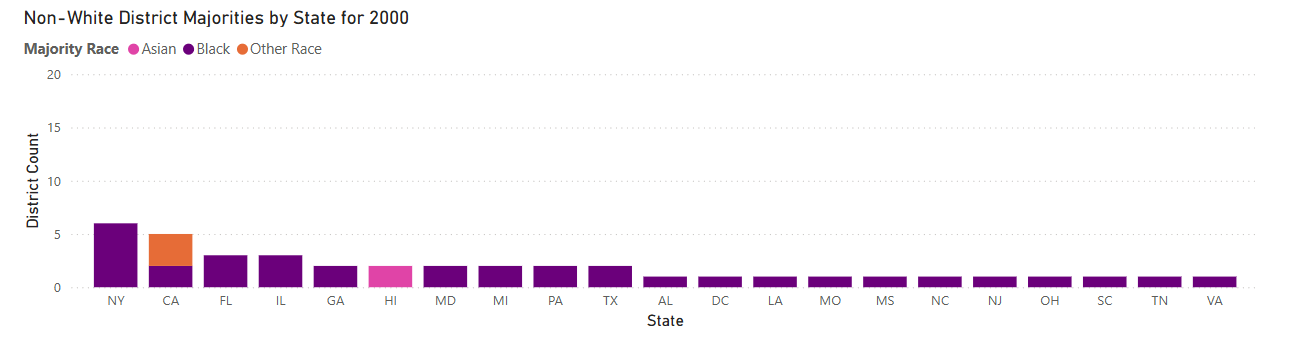 Non-White District Majorities by State for 2000
Majority Race Asian Black Other Race
20
15
10
5
0
District Count
NY CA FL IL GA HI MD MI PA TX AL DC LA MO MS NC NJ OH SC TN VA
State